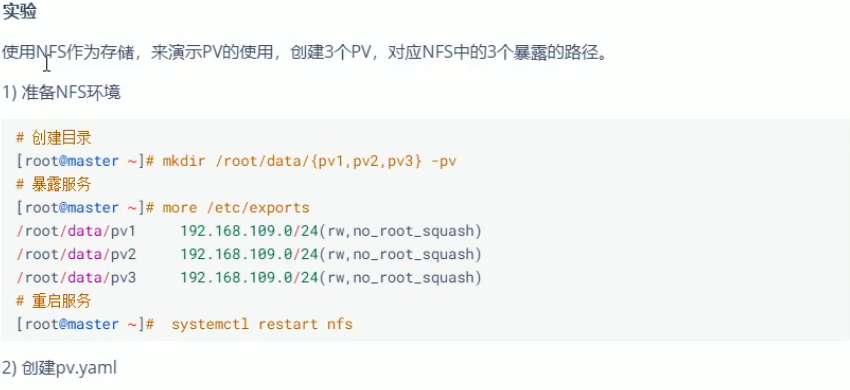 实验
使用NFS作为存储，来演示PV的使用，创建3个PV，对应NFS中的3个暴露的路径。
1) 准备NFS环境
# 创建目录
[root@master ~]# mkdir /root/data/{pv1,pv2,pv3} -pv
# 暴露服务
[root@master ~]# more /etc/exports
/root/data/pv1     192.168.109.0/24(rw,no_root_squash)
/root/data/pv2     192.168.109.0/24(rw,no_root_squash)
/root/data/pv3     192.168.109.0/24(rw,no_root_squash)
# 重启服务
[root@master ~]#  systemctl restart nfs
2) 创建pv.yaml